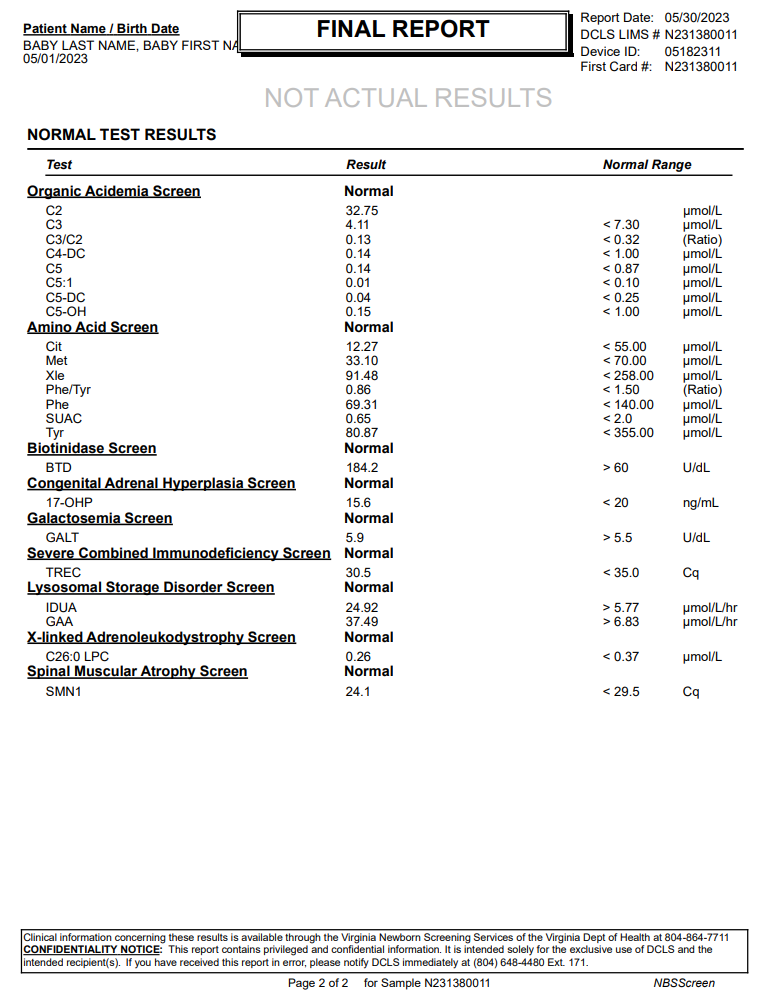 Patient Name / Birth Date
BABY LAST NAME, BABY FIRST NA
05/01/2023
FINAL REPORT
Report Date: 05/30/2023
DCLS LIMS # N231380011
Device ID: 05182311
First Card #: N231380011
NOT ACTUAL RESULTS
NORMAL TEST RESULTS
Test Result Normal Range
Organic Acidemia Screen Normal
C2 32.75 µmol/L
C3 4.11 < 7.30 µmol/L
C3/C2 0.13 < 0.32 (Ratio)
C4-DC 0.14 < 1.00 µmol/L
C5 0.14 < 0.87 µmol/L
C5:1 0.01 < 0.10 µmol/L
C5-DC 0.04 < 0.25 µmol/L
C5-OH 0.15 < 1.00 µmol/L
Amino Acid Screen Normal
Cit 12.27 < 55.00 µmol/L
Met 33.10 < 70.00 µmol/L
Xle 91.48 < 258.00 µmol/L
Phe/Tyr 0.86 < 1.50 (Ratio)
Phe 69.31 < 140.00 µmol/L
SUAC 0.65 < 2.0 µmol/L
Tyr 80.87 < 355.00 µmol/L
Biotinidase Screen Normal
BTD 184.2 > 60 U/dL
Congenital Adrenal Hyperplasia Screen Normal
17-OHP 15.6 < 20 ng/mL
Galactosemia Screen Normal
GALT 5.9 > 5.5 U/dL
Severe Combined Immunodeficiency Screen Normal
TREC 30.5 < 35.0 Cq
Lysosomal Storage Disorder Screen Normal
IDUA 24.92 > 5.77 µmol/L/hr
GAA 37.49 > 6.83 µmol/L/hr
X-linked Adrenoleukodystrophy Screen Normal
C26:0 LPC 0.26 < 0.37 µmol/L
Spinal Muscular Atrophy Screen Normal
SMN1 24.1 < 29.5 Cq
Clinical information concerning these results is available through the Virginia Newborn Screening Services of the Virginia Dept of Health at 804-864-7711
CONFIDENTIALITY NOTICE: This report contains privileged and confidential information. It is intended solely for the exclusive use of DCLS and the
intended recipient(s). If you have received this report in error, please notify DCLS immediately at (804) 648-4480 Ext. 171.
Page 2 of 2 for Sample N231380011 NBSScreen